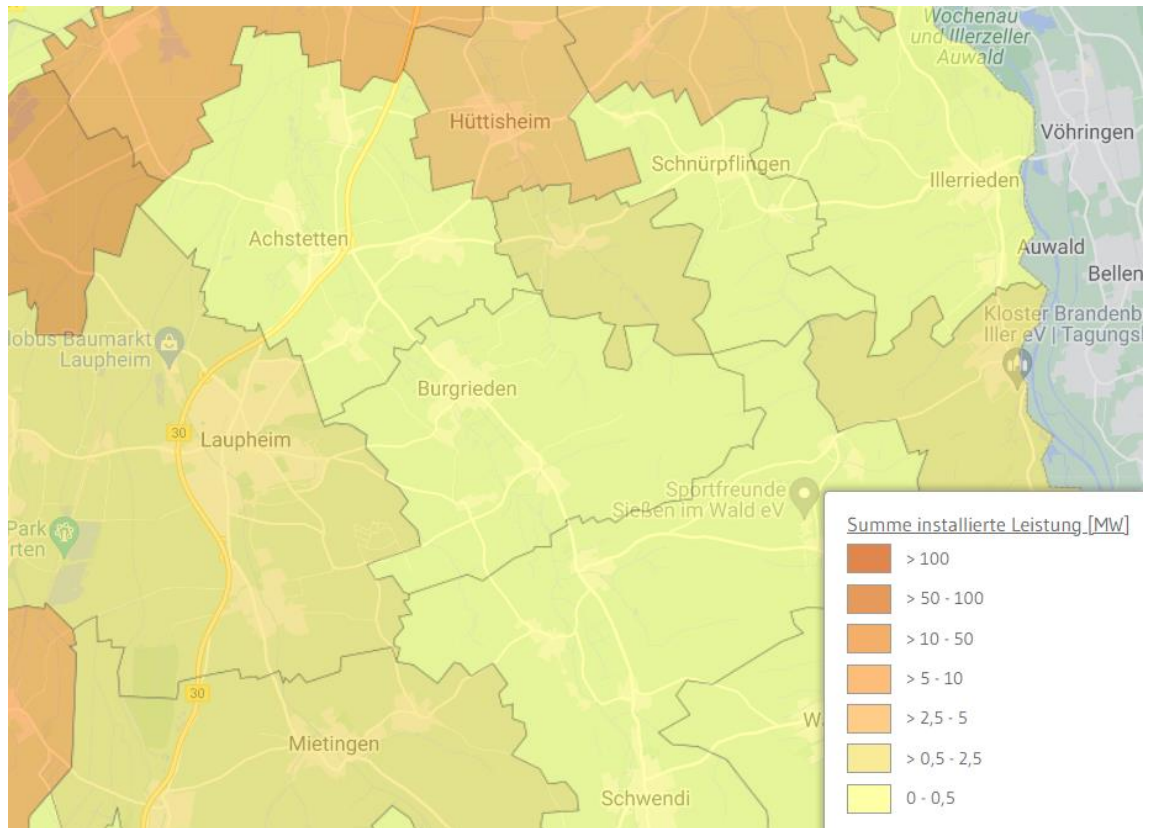 Wochenau
und Illerzeller
Auwald
Hüttisheim
Vöhringen
Schnürpflingen
Illerrieden
Achstetten
Auwald
Bellen
Kloster Brandenb
Iller eV | Tagungs
lobus Baumarkt
Laupheim
Burgrieden
30
Laupheim
Sportfreunde
Sießen im Wald eV
Park
rten
30
Mietingen
W
Schwendi
Summe installierte Leistung [MW]
> 100
> 50 - 100
> 10 - 50
> 5 - 10
> 2,5 - 5
> 0,5 - 2,5
0 - 0,5